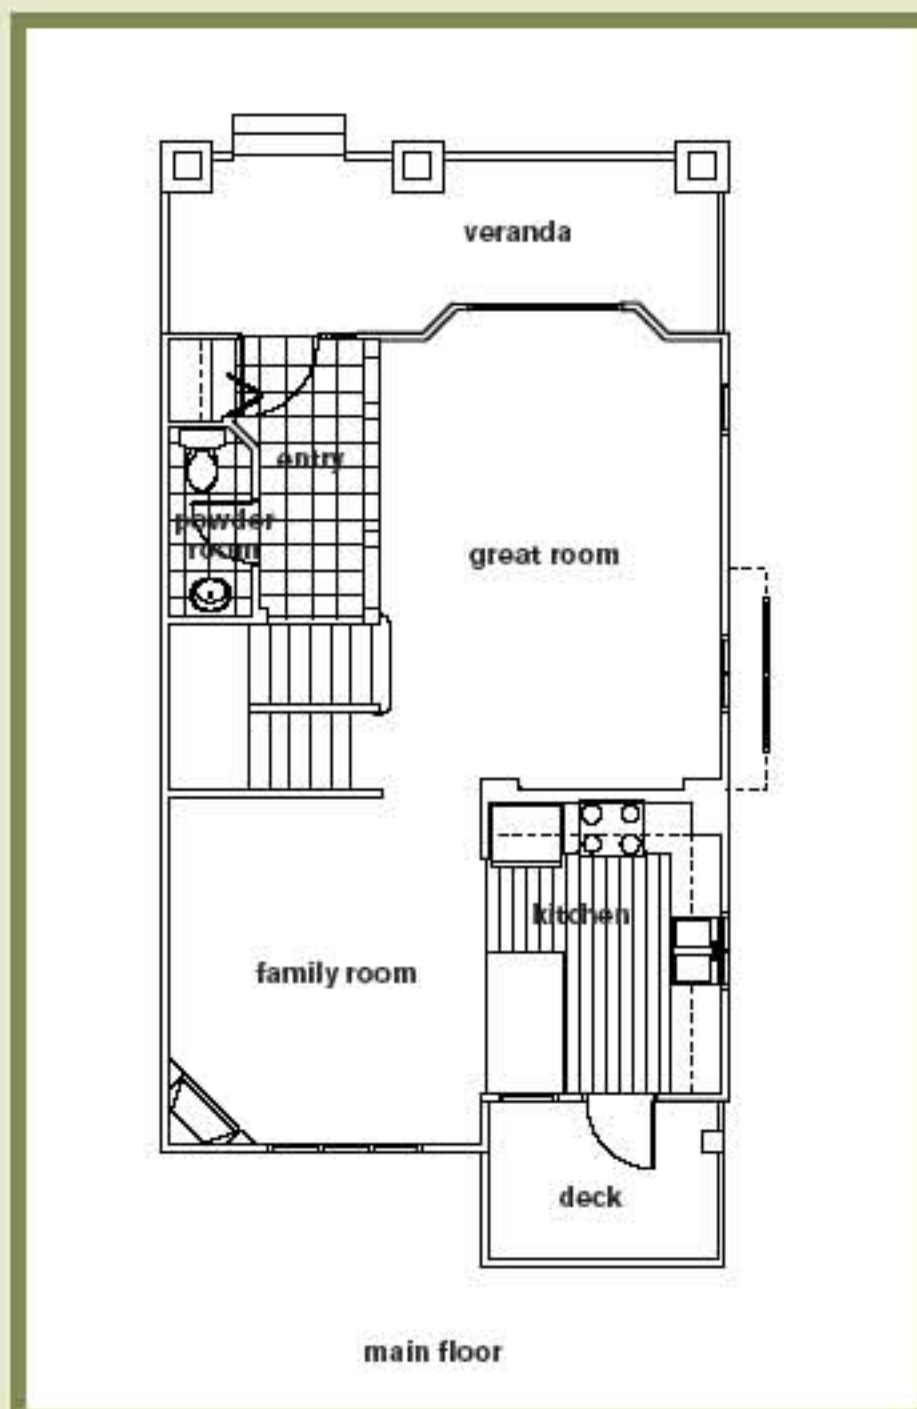 veranda
entry
powder
room
great room
kitchen
family room
deck
main floor